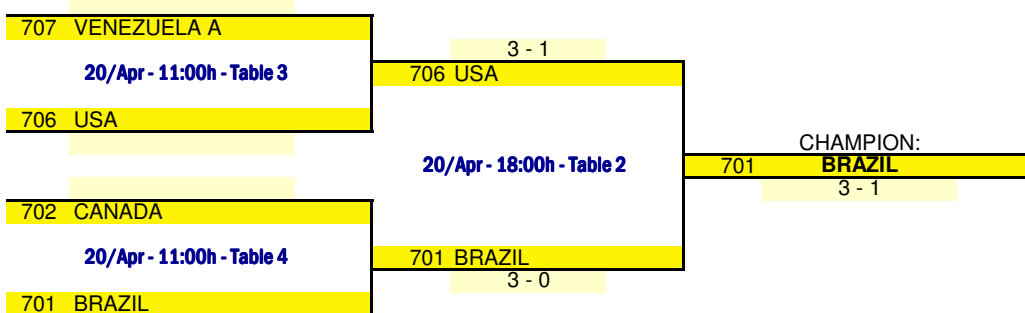 707 VENEZUELA A
20/Apr - 11:00h - Table 3
706 USA
3 - 1
706 USA
20/Apr - 18:00h - Table 2
CHAMPION:
701 BRAZIL
3 - 1
702 CANADA
20/Apr - 11:00h - Table 4
701 BRAZIL
701 BRAZIL
3 - 0